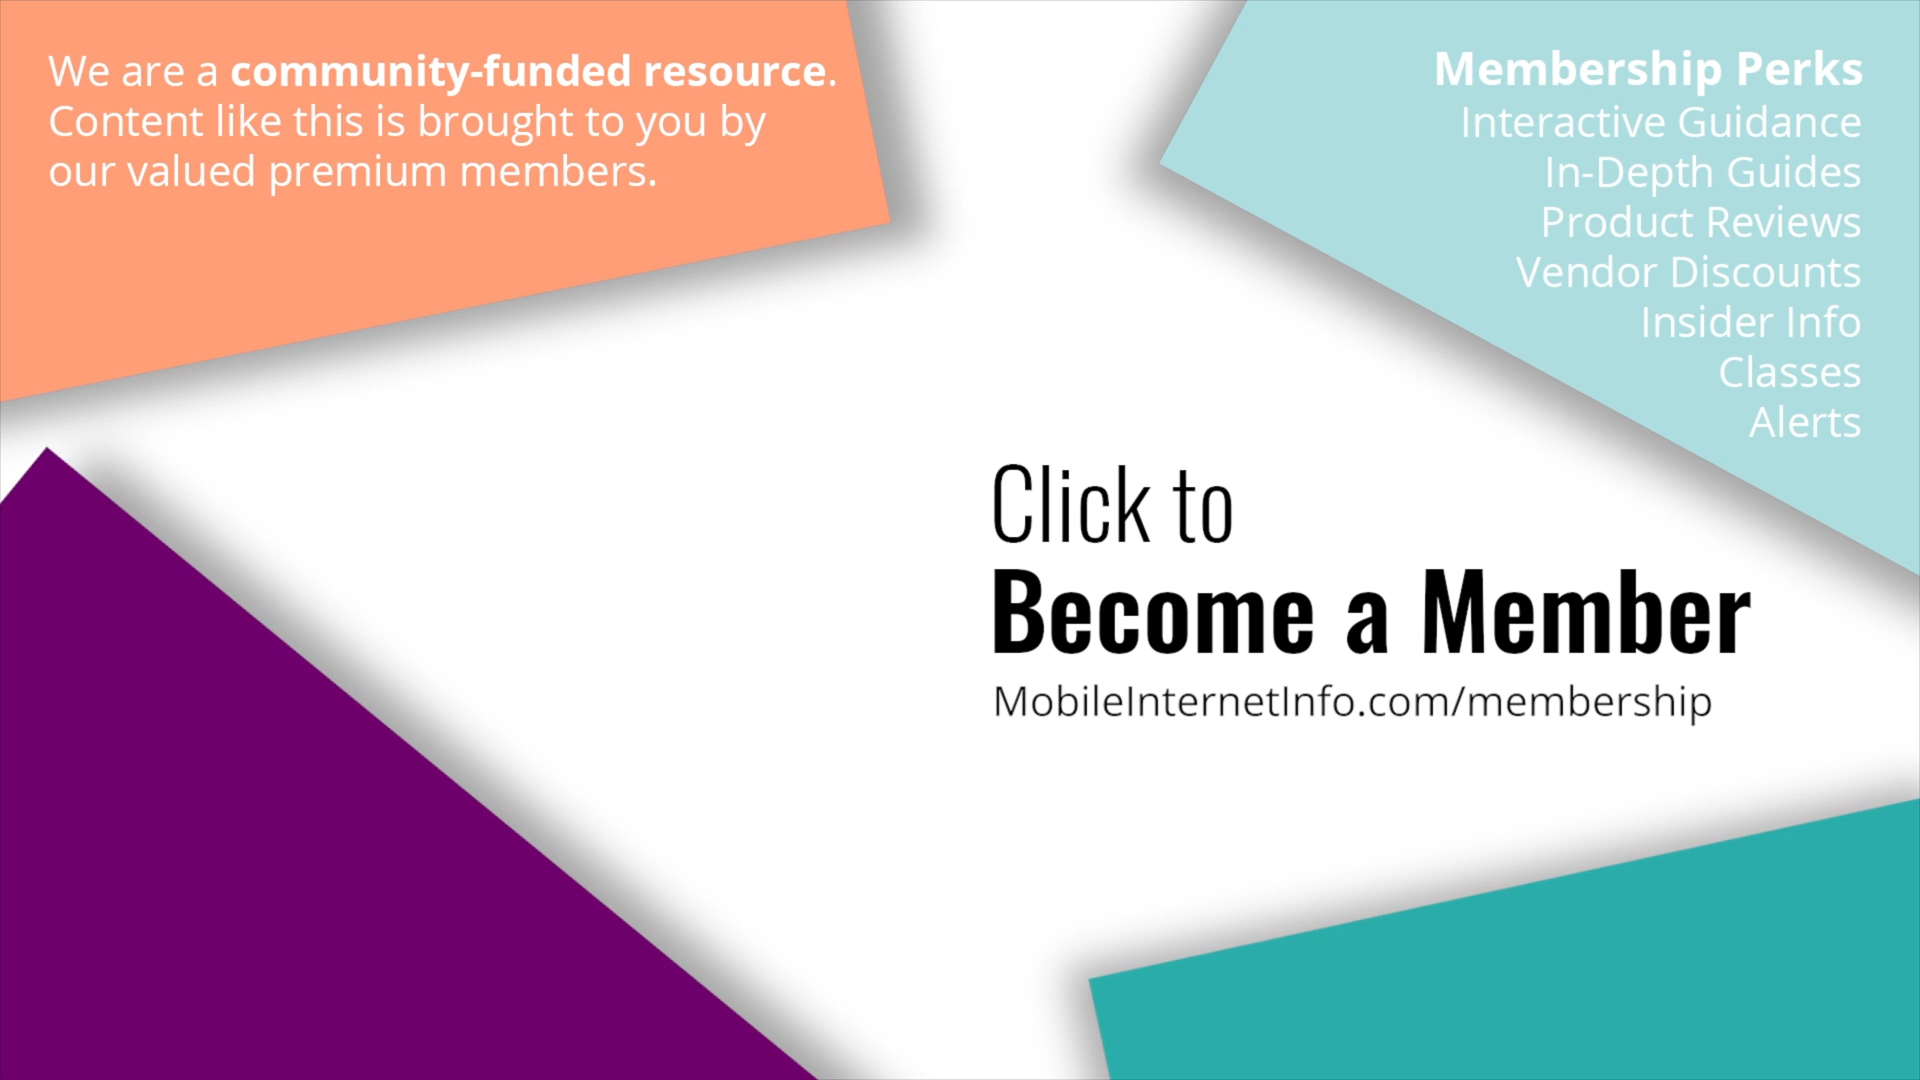 We are a community-funded resource.
Content like this is brought to you by
our valued premium members.
Membership Perks
Interactive Guidance
In-Depth Guides
Product Reviews
Vendor Discounts
Insider Info
Classes
Alerts
Click to
Become a Member
MobileInternetInfo.com/membership